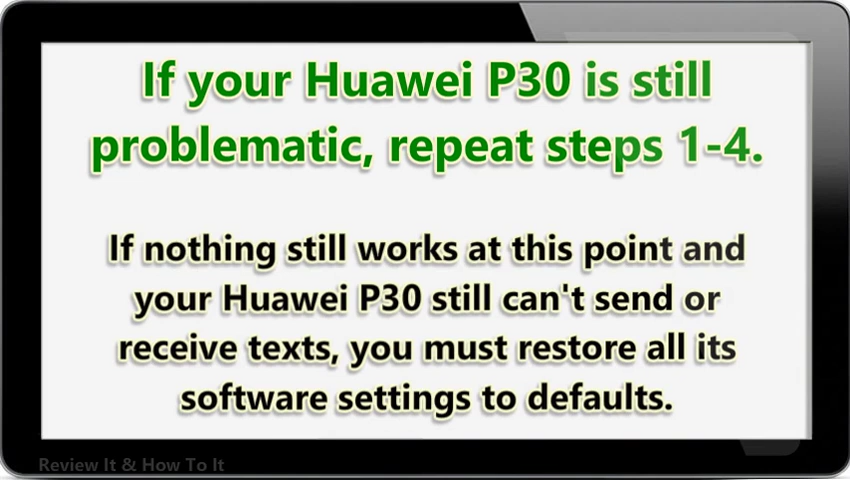 If your Huawei P30 is still
problematic, repeat steps 1-4.
If nothing still works at this point and
your Huawei P30 still can't send or
receive texts, you must restore all its
software settings to defaults.
Review It & How To It